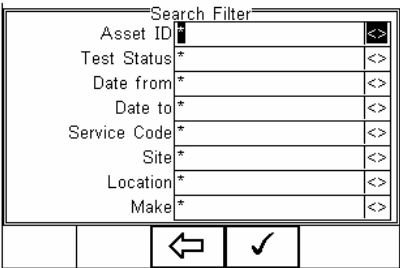 Search Filter
Asset ID * <>
Test Status * <>
Date from * <>
Date to * <>
Service Code * <>
Site * <>
Location * <>
Make * <>